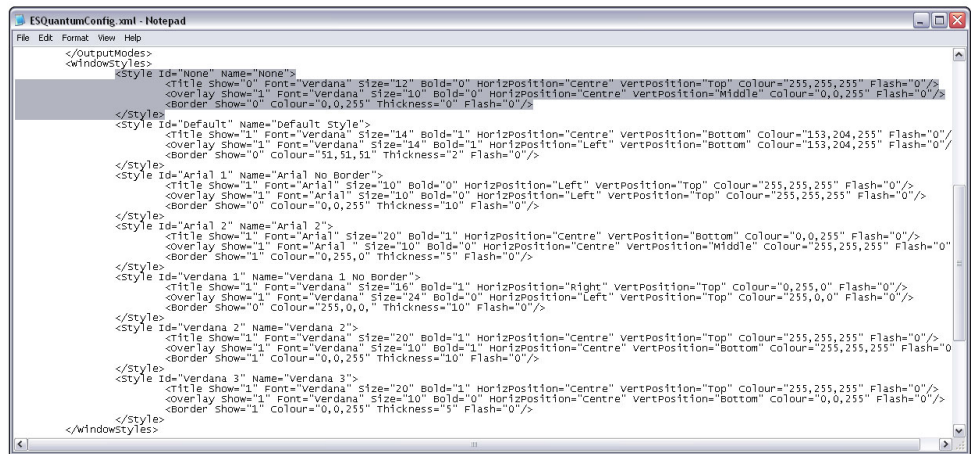 ESQuantumConfig.xml - Notepad
File Edit Format View Help
</OutputModes>
<WindowStyles>
<Style Id="None" Name="None">
<Title Show="0" Font="Verdana" Size="12" Bold="0" HorizPosition="Centre" VertPosition="Top" Colour="255,255,255" Flash="0"/>
<Overlay Show="1" Font="Verdana" Size="10" Bold="0" HorizPosition="Centre" VertPosition="Middle" Colour="0,0,255" Flash="0"/>
<Border Show="0" Colour="0,0,255" Thickness="0" Flash="0"/>
</Style>
<Style Id="Default" Name="Default Style">
<Title Show="1" Font="Verdana" Size="14" Bold="1" HorizPosition="Centre" VertPosition="Bottom" Colour="153,204,255" Flash="0"/
<Overlay Show="1" Font="Verdana" Size="14" Bold="1" HorizPosition="Left" VertPosition="Bottom" Colour="153,204,255" Flash="0"/
<Border Show="0" Colour="51,51,51" Thickness="2" Flash="0"/>
</Style>
<Style Id="Arial 1" Name="Arial No Border">
<Title Show="1" Font="Arial" Size="10" Bold="0" HorizPosition="Left" VertPosition="Top" Colour="255,255,255" Flash="0"/>
<Overlay Show="1" Font="Arial" Size="10" Bold="0" HorizPosition="Left" VertPosition="Top" Colour="255,255,255" Flash="0"/>
<Border Show="0" Colour="0,0,255" Thickness="10" Flash="0"/>
</Style>
<Style Id="Arial 2" Name="Arial 2">
<Title Show="1" Font="Arial" Size="20" Bold="1" HorizPosition="Centre" VertPosition="Bottom" Colour="0,0,255" Flash="0"/>
<Overlay Show="1" Font="Arial " Size="10" Bold="0" HorizPosition="Centre" VertPosition="Middle" Colour="255,255,255" Flash="0"
<Border Show="1" Colour="0,255,0" Thickness="5" Flash="0"/>
</Style>
<Style Id="Verdana 1" Name="Verdana 1 No Border">
<Title Show="1" Font="Verdana" Size="16" Bold="1" HorizPosition="Right" VertPosition="Top" Colour="0,255,0" Flash="0"/>
<Overlay Show="1" Font="Verdana" Size="24" Bold="0" HorizPosition="Left" VertPosition="Top" Colour="255,0,0" Flash="0"/>
<Border Show="0" Colour="255,0,0," Thickness="10" Flash="0"/>
</Style>
<Style Id="Verdana 2" Name="Verdana 2">
<Title Show="1" Font="Verdana" Size="20" Bold="1" HorizPosition="Centre" VertPosition="Top" Colour="255,255,255" Flash="0"/>
<Overlay Show="1" Font="Verdana" Size="10" Bold="1" HorizPosition="Centre" VertPosition="Bottom" Colour="255,255,255" Flash="0
<Border Show="1" Colour="0,0,255" Thickness="10" Flash="0"/>
</Style>
<Style Id="Verdana 3" Name="Verdana 3">
<Title Show="1" Font="Verdana" Size="20" Bold="1" HorizPosition="Centre" VertPosition="Top" Colour="255,255,255" Flash="0"/>
<Overlay Show="1" Font="Verdana" Size="10" Bold="0" HorizPosition="Centre" VertPosition="Bottom" Colour="0,0,255" Flash="0"/>
<Border Show="1" Colour="0,0,255" Thickness="5" Flash="0"/>
</Style>
</WindowStyles>